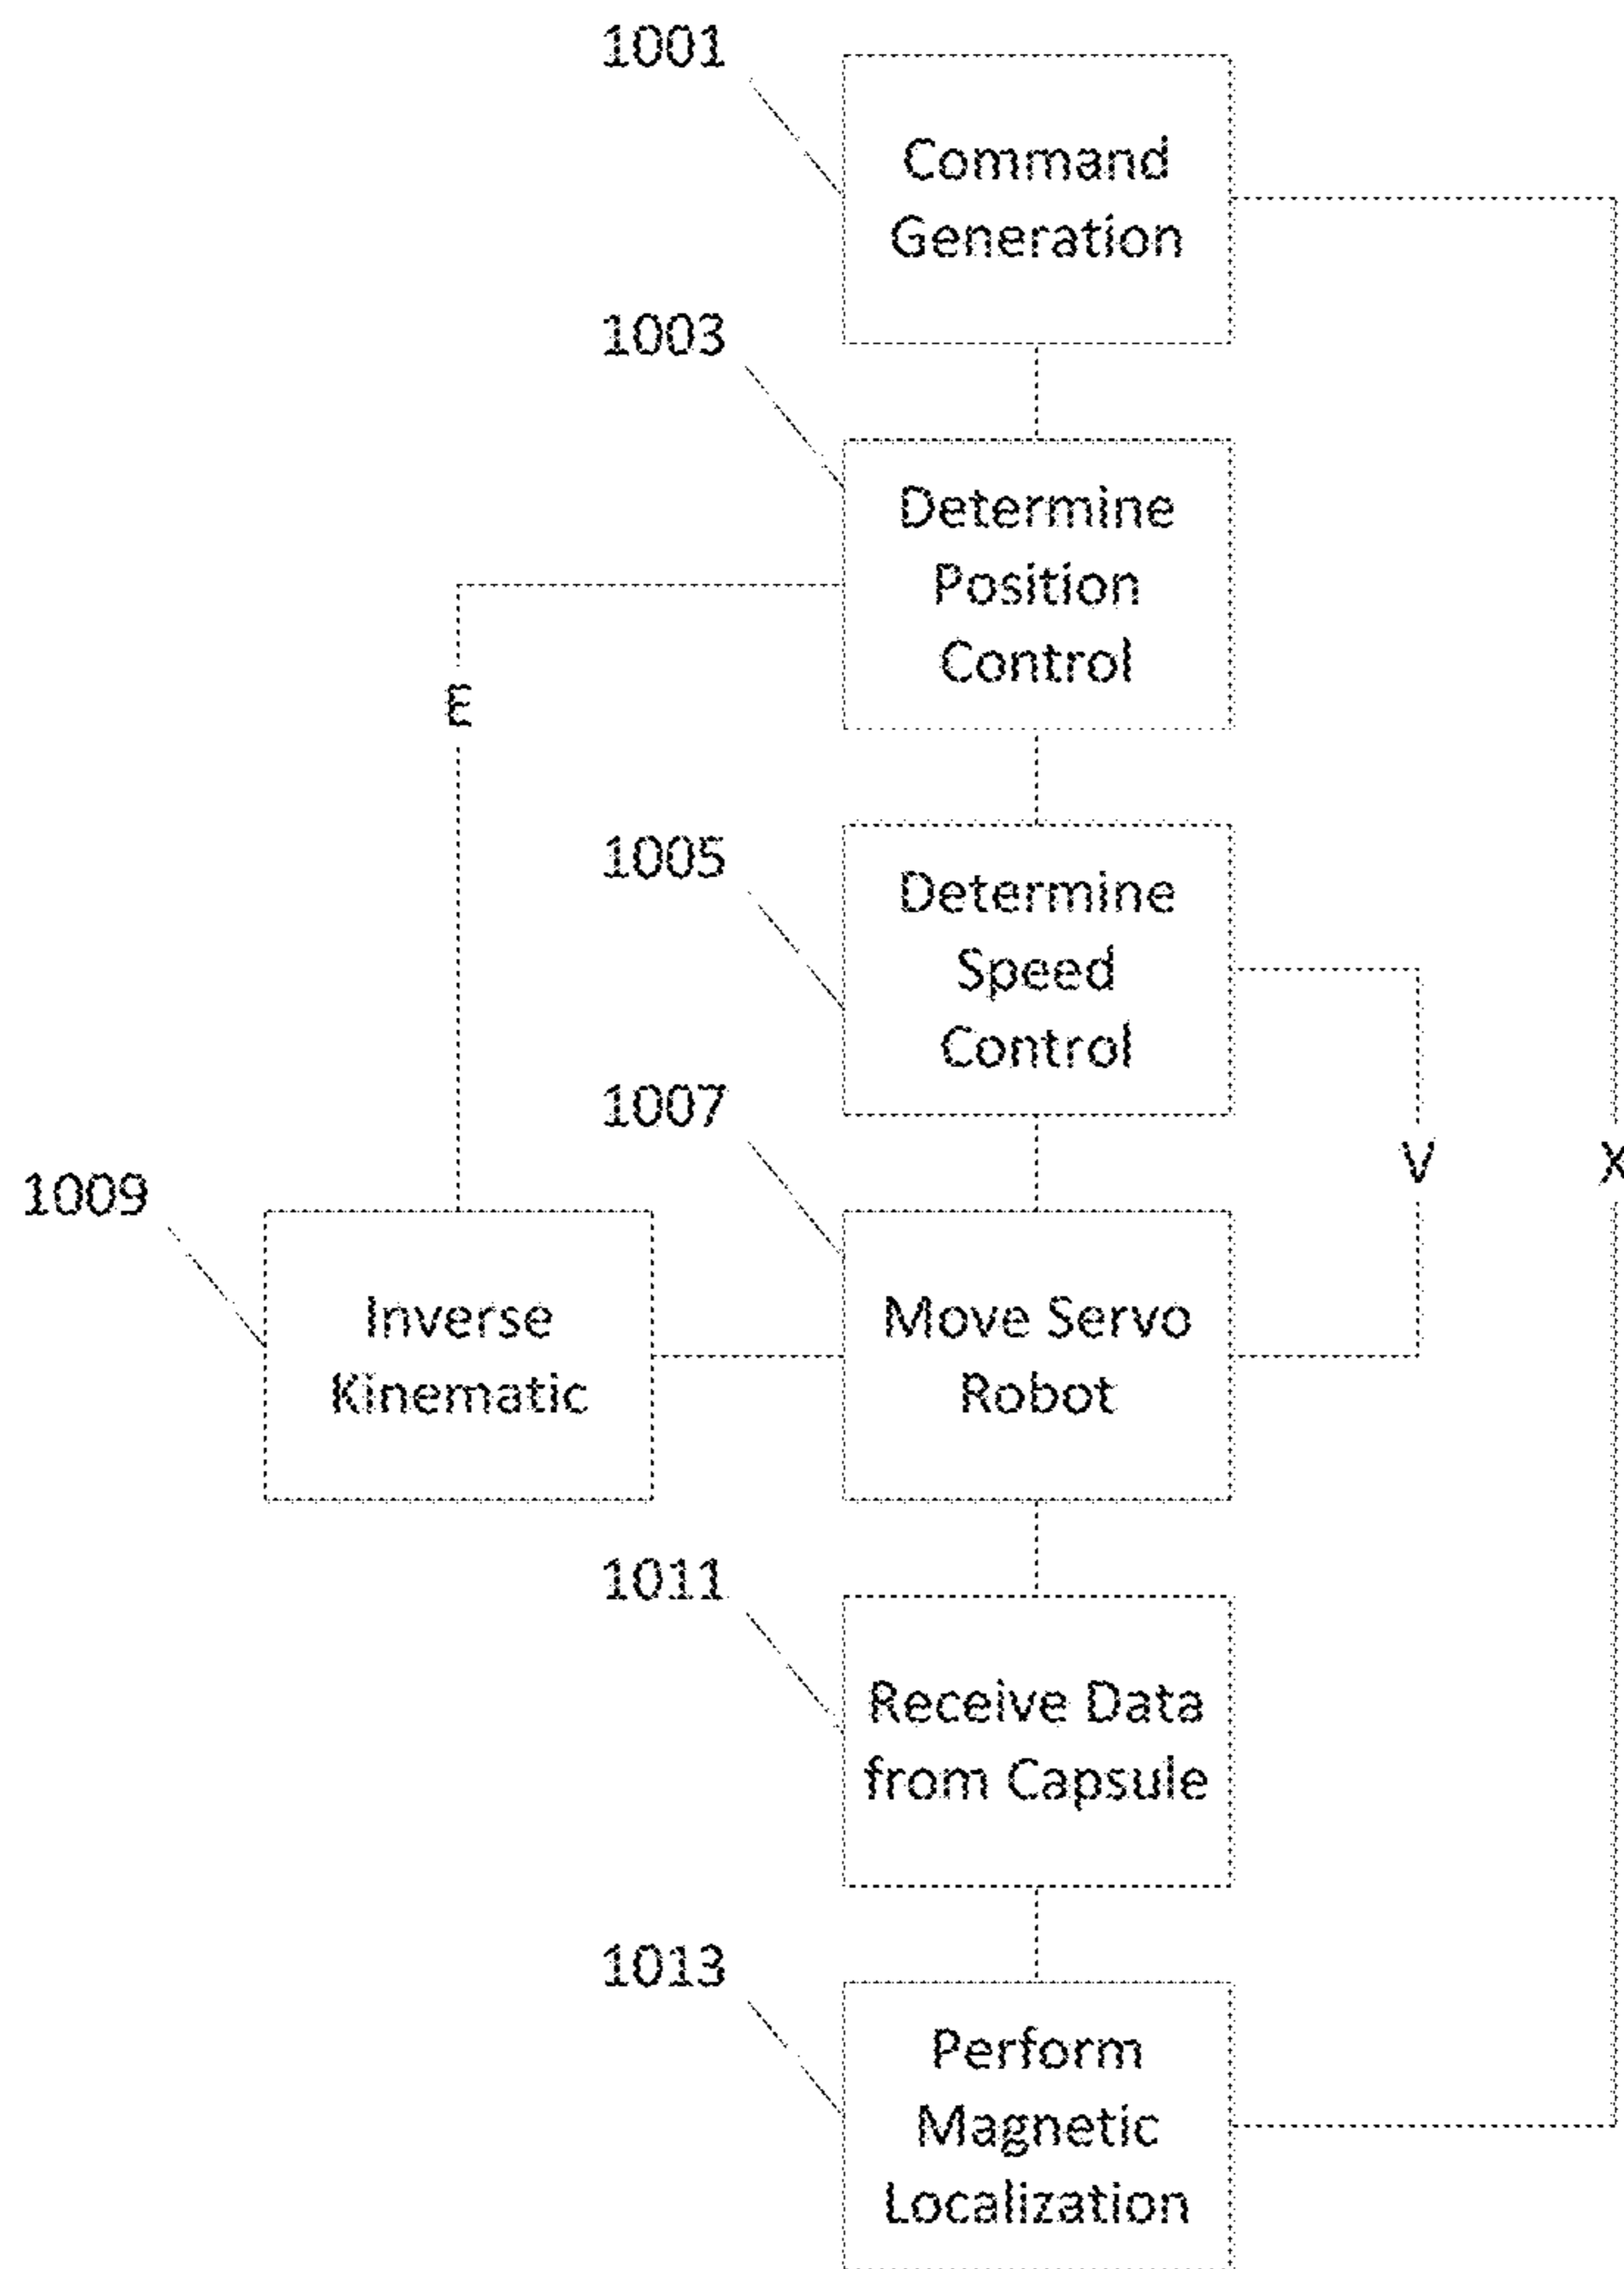 1001
Command
Generation
1003
Determine
Position
Control
E
1005
Determine
Speed
Control
1007
V
X
1009
Inverse
Kinematic
Move Servo
Robot
1011
Receive Data
from Capsule
1013
Perform
Magnetic
Localization